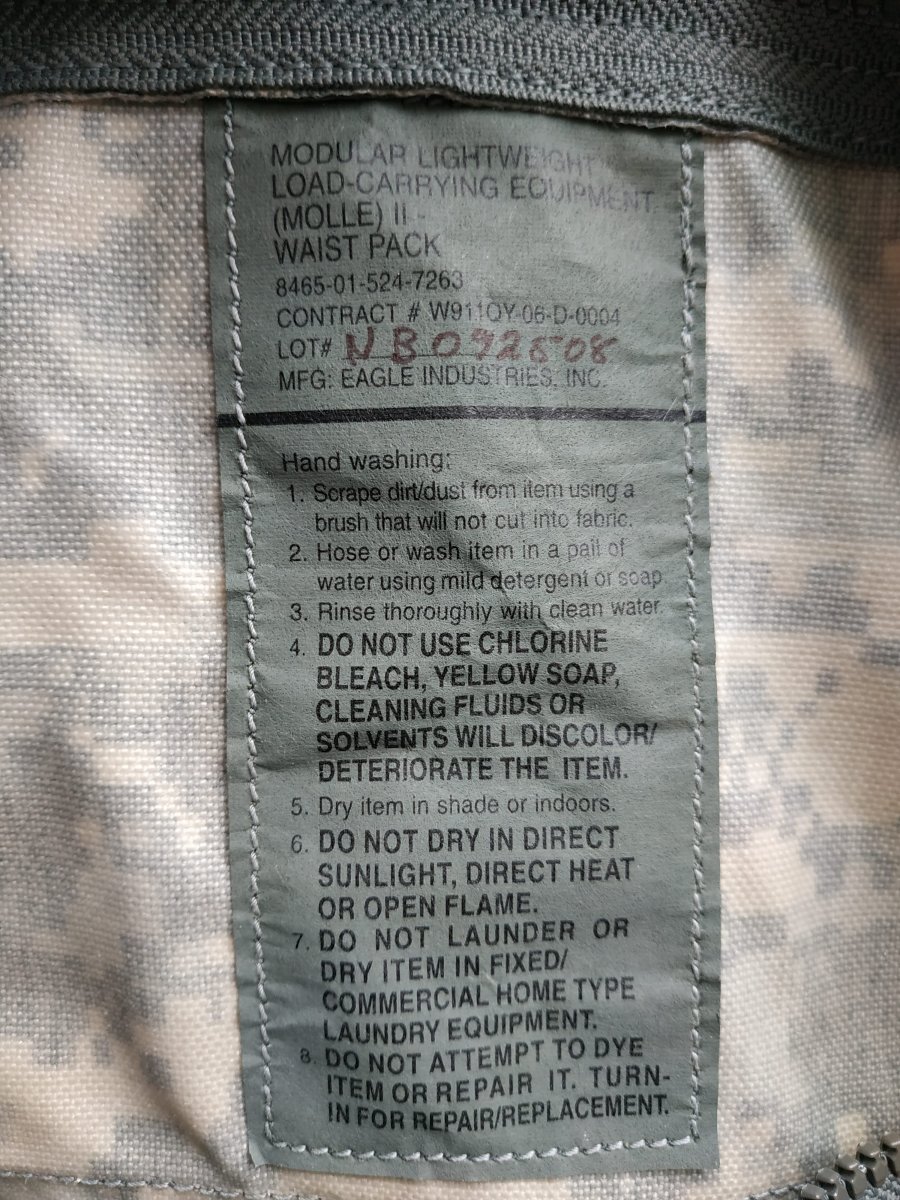 MODULAR LIGHTWEIGHT
LOAD-CARRYING EQUIPMENT
(MOLLE) II -
WAIST PACK
8465-01-524-7263
CONTRACT # W911QY-06-D-0004
LOT# NB092808
MFG: EAGLE INDUSTRIES, INC.
Hand washing:
1. Scrape dirt/dust from item using a
brush that will not cut into fabric.
2. Hose or wash item in a pail of
water using mild detergent or soap
3. Rinse thoroughly with clean water.
4. DO NOT USE CHLORINE
BLEACH, YELLOW SOAP,
CLEANING FLUIDS OR
SOLVENTS WILL DISCOLOR/
DETERIORATE THE ITEM.
5. Dry item in shade or indoors.
6. DO NOT DRY IN DIRECT
SUNLIGHT, DIRECT HEAT
OR OPEN FLAME.
7. DO NOT LAUNDER OR
DRY ITEM IN FIXED/
COMMERCIAL HOME TYPE
LAUNDRY EQUIPMENT.
8. DO NOT ATTEMPT TO DYE
ITEM OR REPAIR IT. TURN-
IN FOR REPAIR/REPLACEMENT.